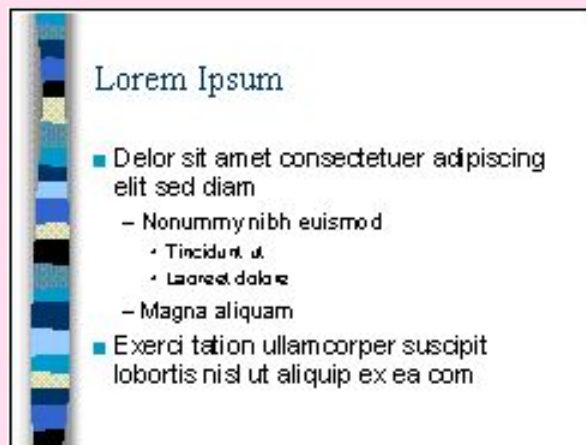 Lorem Ipsum
■ Delor sit amet consectetuer adipiscing
elit sed diam
– Nonummy nibh euismod
• Tincidunt ut
• Laoreet dolore
– Magna aliquam
■ Exerci tation ullamcorper suscipit
lobortis nisl ut aliquip ex ea com